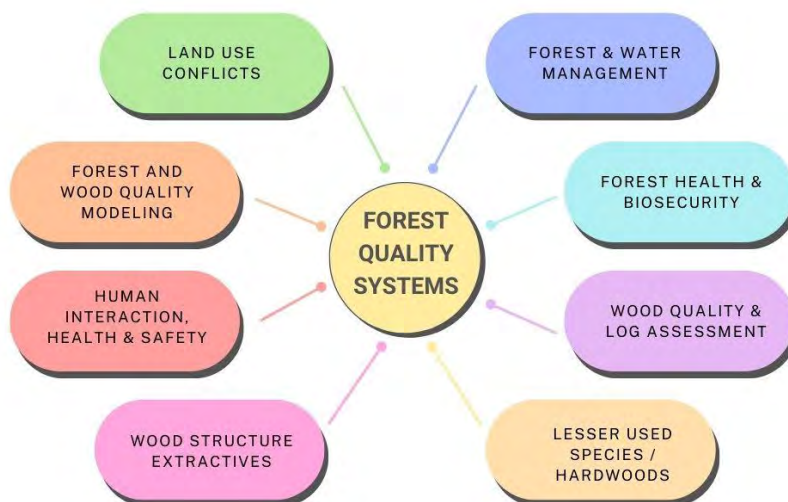 LAND USE
CONFLICTS
FOREST & WATER
MANAGEMENT
FOREST AND
WOOD QUALITY
MODELING
FOREST HEALTH &
BIOSECURITY
FOREST
QUALITY
SYSTEMS
HUMAN
INTERACTION,
HEALTH & SAFETY
WOOD QUALITY &
LOG ASSESSMENT
WOOD STRUCTURE
EXTRACTIVES
LESSER USED
SPECIES /
HARDWOODS